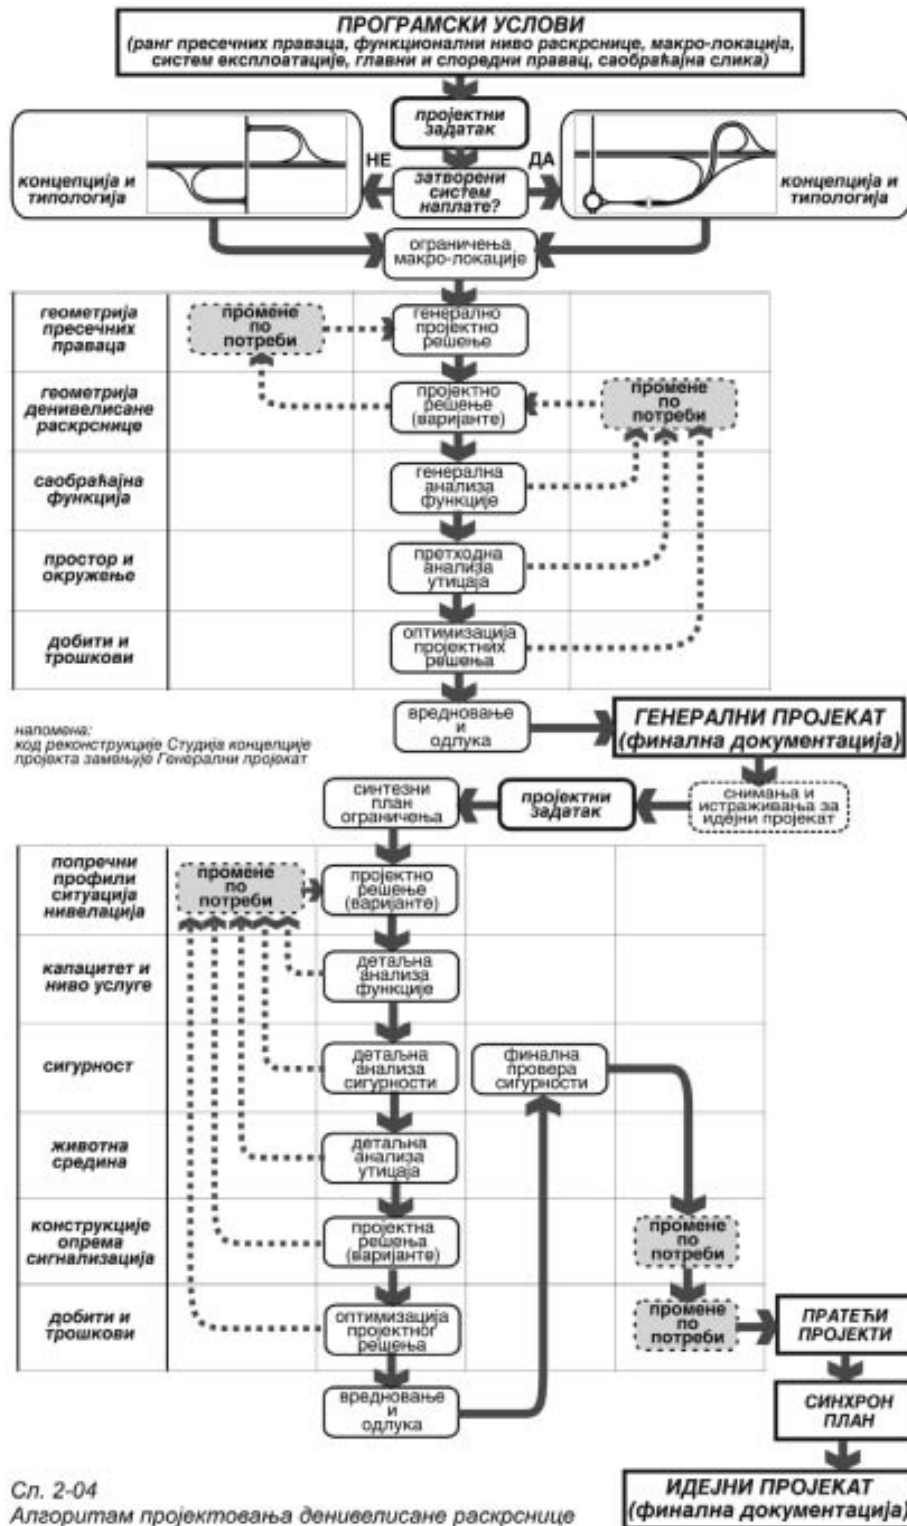 ПРОГРАМСКИ УСЛОВИ
(ранг пресечних праваца, функционални ниво раскрснице, макро-локација,
систем експлоатације, главни и споредни правац, саобраћајна слика)
пројектни
задатак
НЕ
ДА
концепција и
типологија
затворени
систем
наплате?
концепција и
типологија
ограничења
макро-локације
геометрија
пресечних
праваца
промене
по
потреби
генерално
пројектно
решење
геометрија
денивелисане
раскрснице
пројектно
решење
(варијанте)
промене
по
потреби
саобраћајна
функција
генерална
анализа
функције
простор и
окружење
претходна
анализа
утицаја
добити и
трошкови
оптимизација
пројектних
решења
вредновање
и
одлука
ГЕНЕРАЛНИ ПРОЈЕКАТ
(финална документација)
напомена:
код реконструкције Студија концепције
пројекта замењује Генерални пројекат
синтезни
план
ограничења
пројектни
задатак
снимања и
истраживања за
идејни пројекат
попречни
профили
ситуација
нивелација
промене
по
потреби
пројектно
решење
(варијанте)
капацитет и
ниво услуге
детаљна
анализа
функције
сигурност
детаљна
анализа
сигурности
финална
провера
сигурности
животна
средина
детаљна
анализа
утицаја
конструкције
опрема
сигнализација
пројектна
решења
(варијанте)
промене
по
потреби
добити и
трошкови
оптимизација
пројектног
решења
промене
по
потреби
ПРАТЕЋИ
ПРОЈЕКТИ
вредновање
и
одлука
СИНХРОН
ПЛАН
ИДЕЈНИ ПРОЈЕКАТ
(финална документација)
Сл. 2-04
Алгоритам пројектовања денивелисане раскрснице